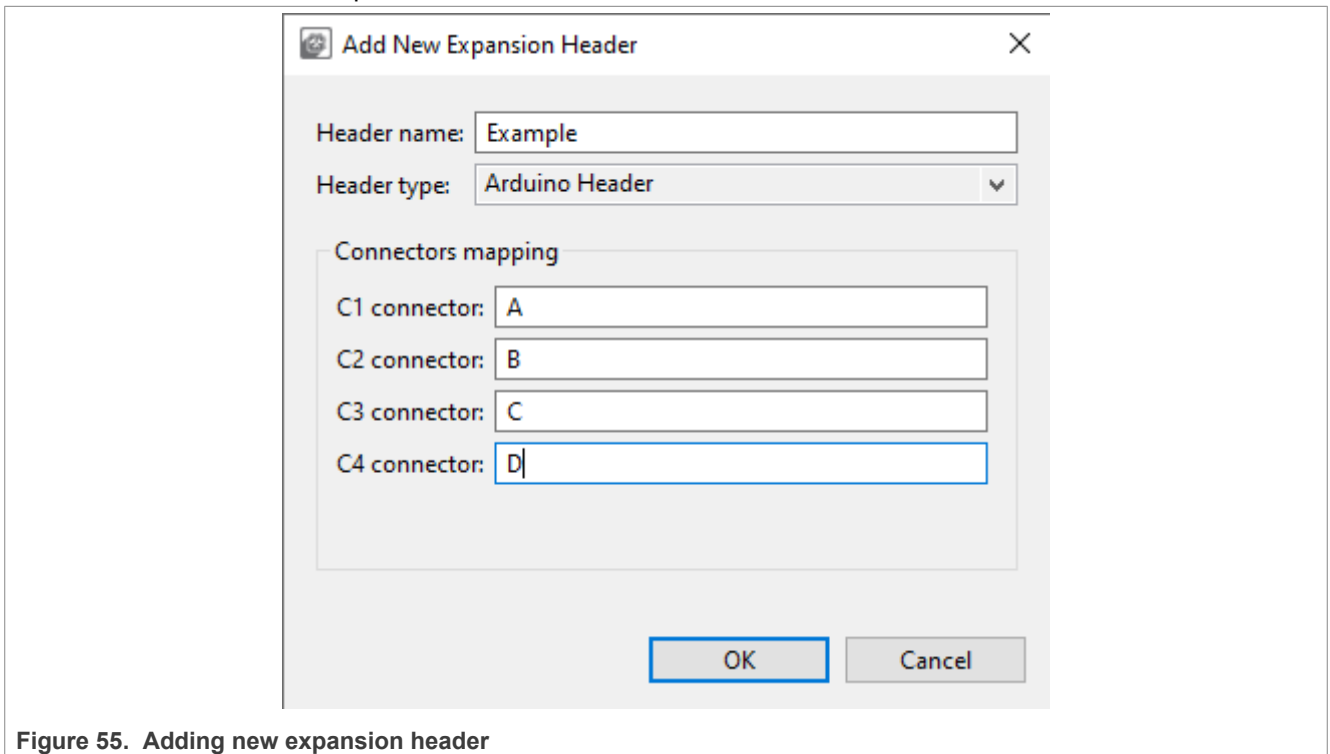 Add New Expansion Header
Header name: Example
Header type: Arduino Header
Connectors mapping
C1 connector: A
C2 connector: B
C3 connector: C
C4 connector: D
OK Cancel
Figure 55. Adding new expansion header